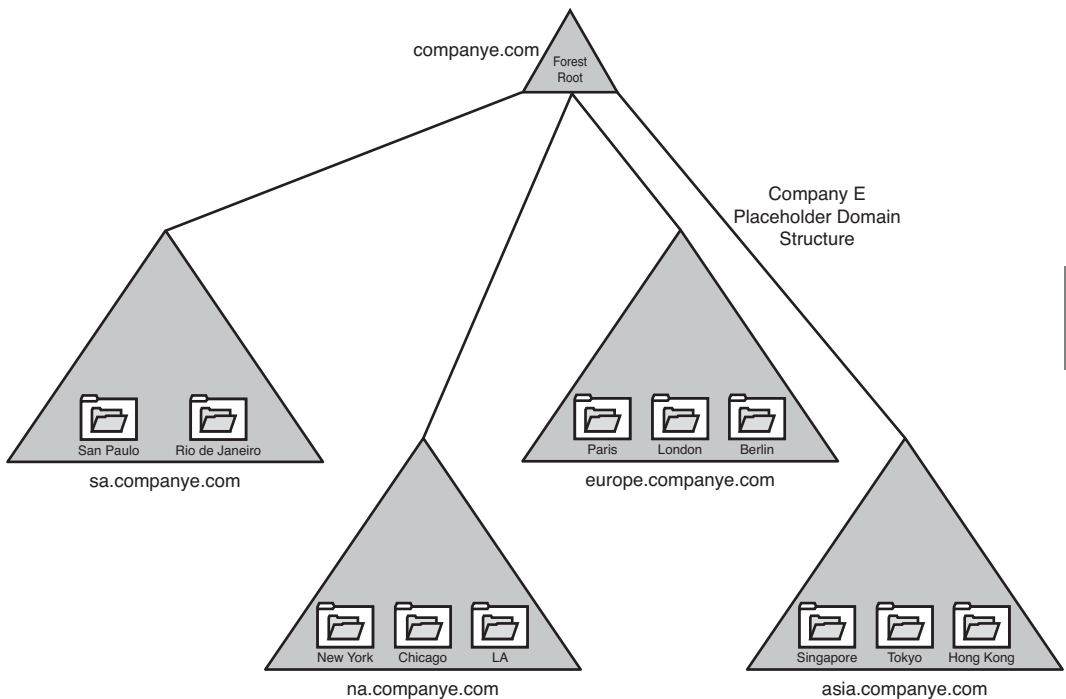 companye.com
Forest
Root
Company E
Placeholder Domain
Structure
San Paulo
Rio de Janeiro
sa.companye.com
Paris
London
Berlin
europe.companye.com
New York
Chicago
LA
na.companye.com
Singapore
Tokyo
Hong Kong
asia.companye.com